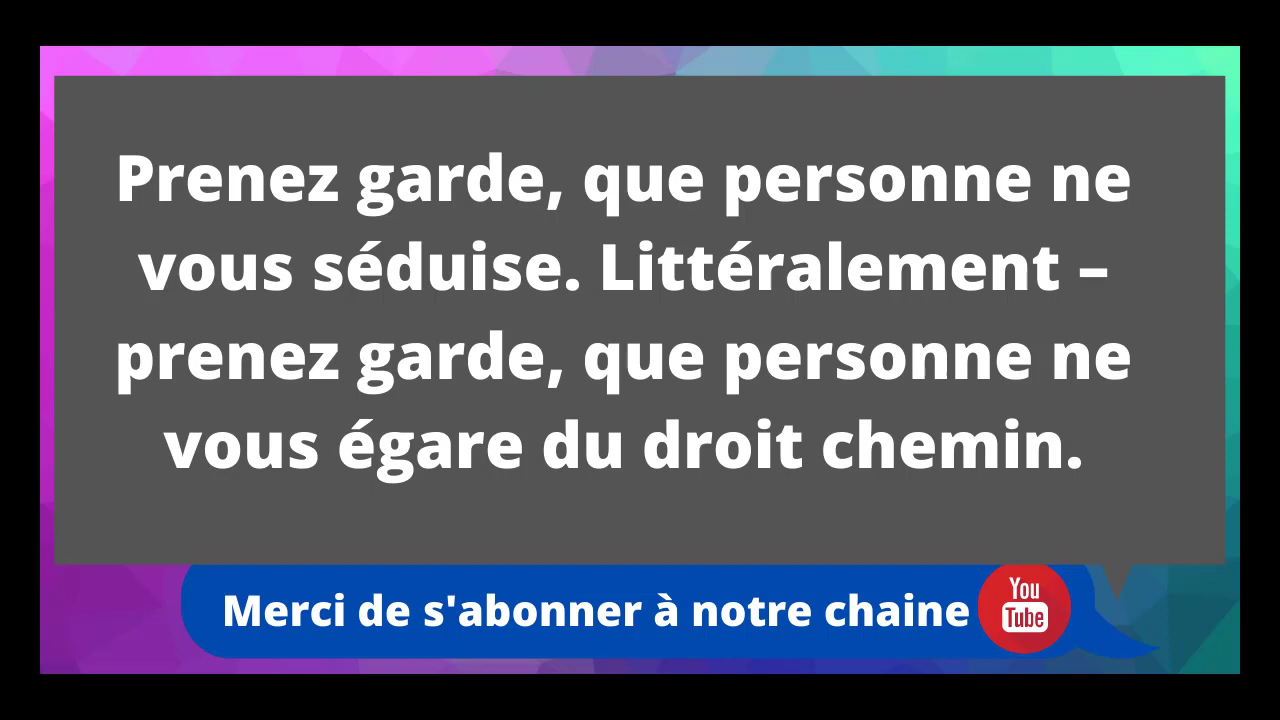 Prenez garde, que personne ne
vous séduise. Littéralement –
prenez garde, que personne ne
vous égare du droit chemin.
Merci de s'abonner à notre chaine
You
Tube